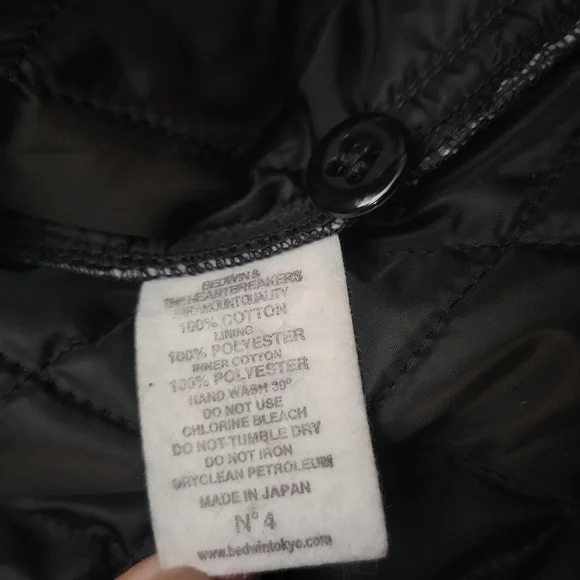 BEDWIN &
THE HEARTBREAKERS
PARAMOUNTQUALITY
100% COTTON
LINING
100% POLYESTER
INNER COTTON
100% POLYESTER
HAND WASH 30°
DO NOT USE
CHLORINE BLEACH
DO NOT TUMBLE DRY
DO NOT IRON
DRYCLEAN PETROLEUM
MADE IN JAPAN
N° 4
www.bedwintokyo.com